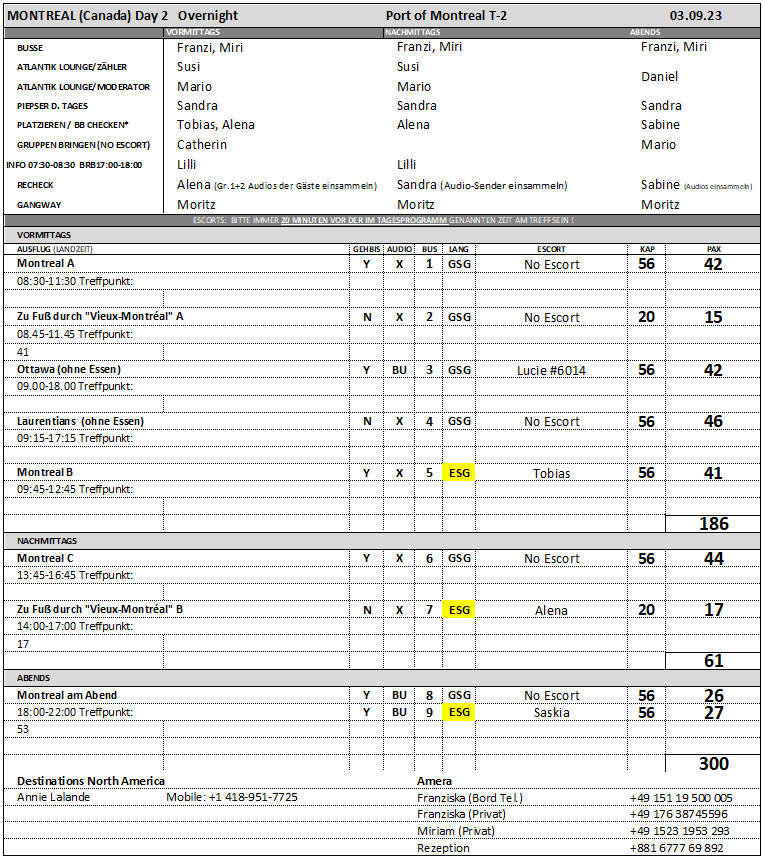 MONTREAL (Canada) Day 2 Overnight Port of Montreal T-2 03.09.23
VORMITTAGS NACHMITTAGS ABENDS
BUSSE Franzi, Miri Franzi, Miri Franzi, Miri
ATLANTIK LOUNGE/ZÄHLER Susi Susi
Daniel
ATLANTIK LOUNGE/MODERATOR Mario Mario
PIEPSER D. TAGES Sandra Sandra Sandra
PLATZIEREN / BB CHECKEN* Tobias, Alena Alena Sabine
GRUPPEN BRINGEN (NO ESCORT) Catherin Mario
INFO 07:30-08:30 BRB17:00-18:00 Lilli Lilli
RECHECK Alena (Gr.1+2 Audios der Gäste einsammeln) Sandra (Audio-Sender einsammeln) Sabine (Audios einsammeln)
GANGWAY Moritz Moritz Moritz
ESCORTS: BITTE IMMER 20 MINUTEN VOR DER IM TAGESPROGRAMM GENANNTEN ZEIT AM TREFF SEIN !
VORMITTAGS
AUSFLUG (LANDZEIT) GEHBIS AUDIO BUS LANG ESCORT KAP PAX
Montreal A Y X 1 GSG No Escort 56 42
08:30-11:30 Treffpunkt:
Zu Fuß durch "Vieux-Montréal" A N X 2 GSG No Escort 20 15
08.45-11.45 Treffpunkt:
41
Ottawa (ohne Essen) Y BU 3 GSG Lucie #6014 56 42
09.00-18.00 Treffpunkt:
Laurentians (ohne Essen) N X 4 GSG No Escort 56 46
09:15-17:15 Treffpunkt:
Montreal B Y X 5 ESG Tobias 56 41
09:45-12:45 Treffpunkt:
186
NACHMITTAGS
Montreal C Y X 6 GSG No Escort 56 44
13:45-16:45 Treffpunkt:
Zu Fuß durch "Vieux-Montréal" B N X 7 ESG Alena 20 17
14:00-17:00 Treffpunkt:
17
61
ABENDS
Montreal am Abend Y BU 8 GSG No Escort 56 26
18:00-22:00 Treffpunkt: Y BU 9 ESG Saskia 56 27
53
300
Destinations North America Amera
Annie Lalande Mobile: +1 418-951-7725 Franziska (Bord Tel.) +49 151 19 500 005
Franziska (Privat) +49 176 38745596
Miriam (Privat) +49 1523 1953 293
Rezeption +881 6777 69 892